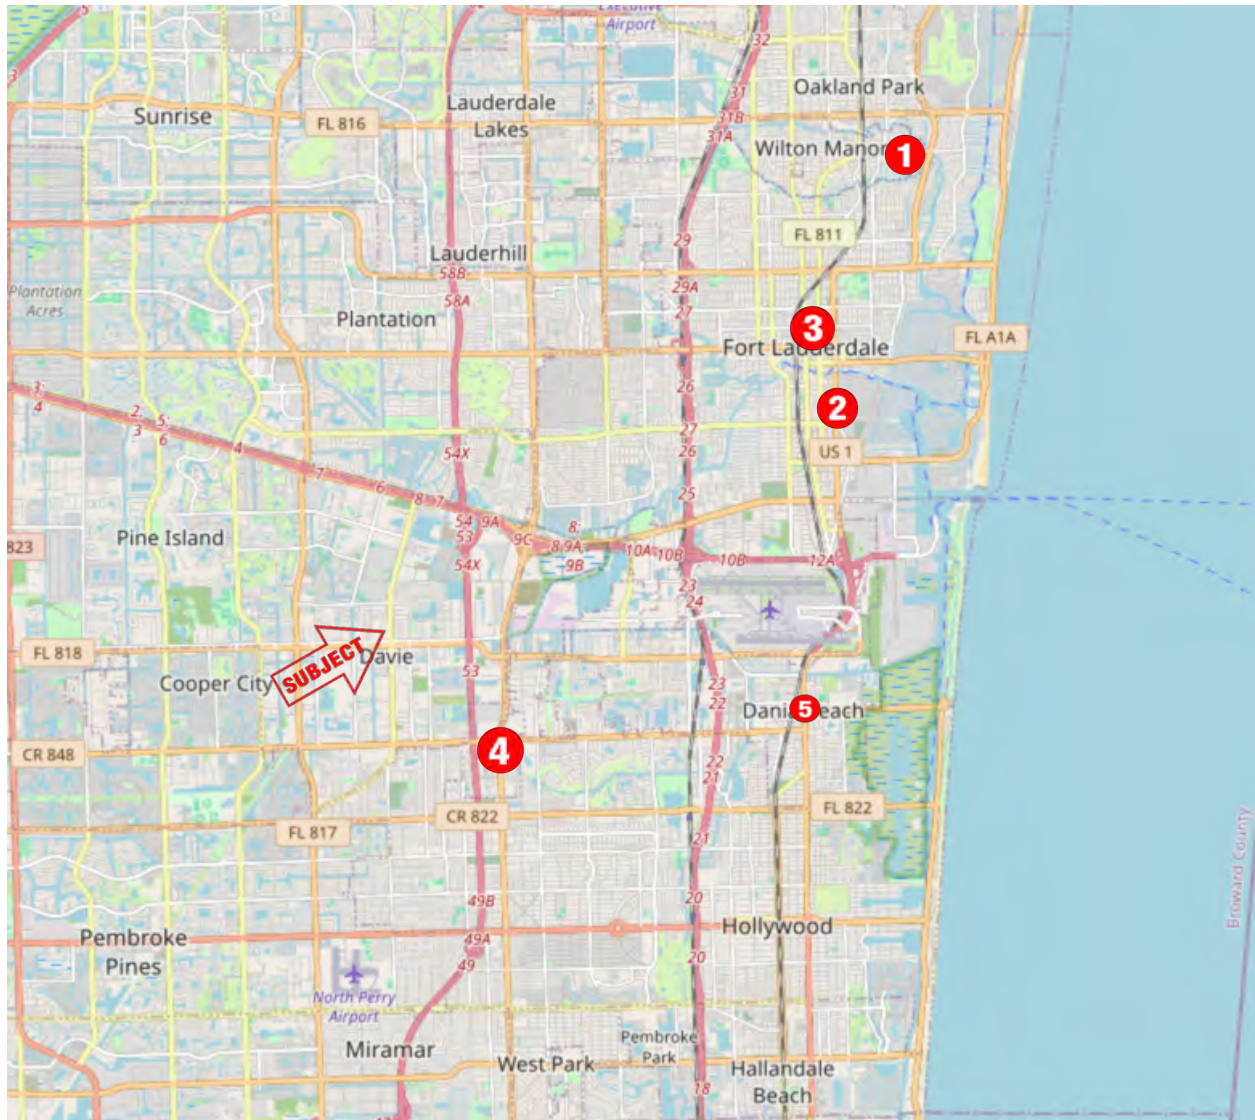 Executive
Airport
5
32
3
31
Oakland Park
Lauderdale
Lakes
Sunrise
FL 816
31B
31A
Wilton Manor
1
FL 811
29
Lauderhill
58B
29A
58A
27
Plantation
Acres
Plantation
3
Fort Lauderdale
FL A1A
26
3;
4
2;
3
5;
6
4
2
27
26
US 1
54X
7
6
8
7
25
54
53
9A
8;
9C
8
9A;
9B
10A
10B
10B
12A
Pine Island
823
54X
23
24
FL 818
SUBJECT
Davie
Cooper City
53
23
22
Dania Beach
5
CR 848
4
22
21
CR 822
FL 822
FL 817
21
Broward County
49B
20
Hollywood
Pembroke
Pines
49A
49
20
North Perry
Airport
Miramar
Pembroke
Park
West Park
Hallandale
Beach
18